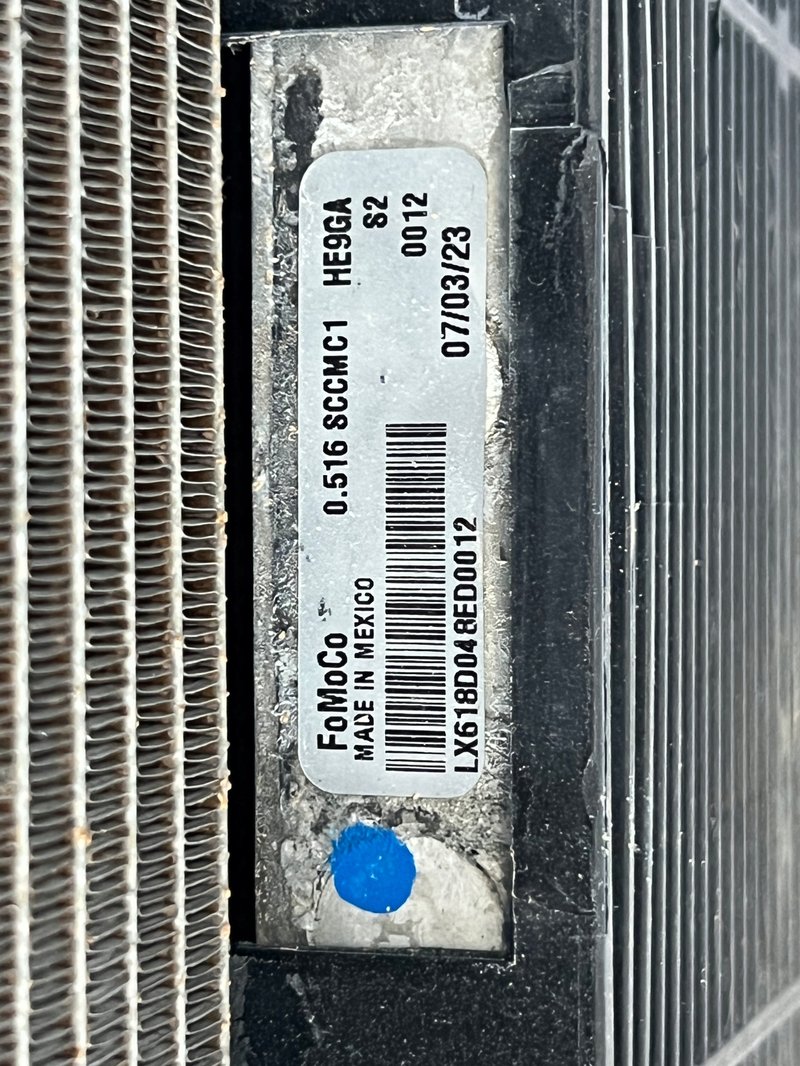 FoMoCo
0.516 SCCMC1 HE9GA
MADE IN MEXICO
S2
0012
07/03/23
LX618D048ED0012